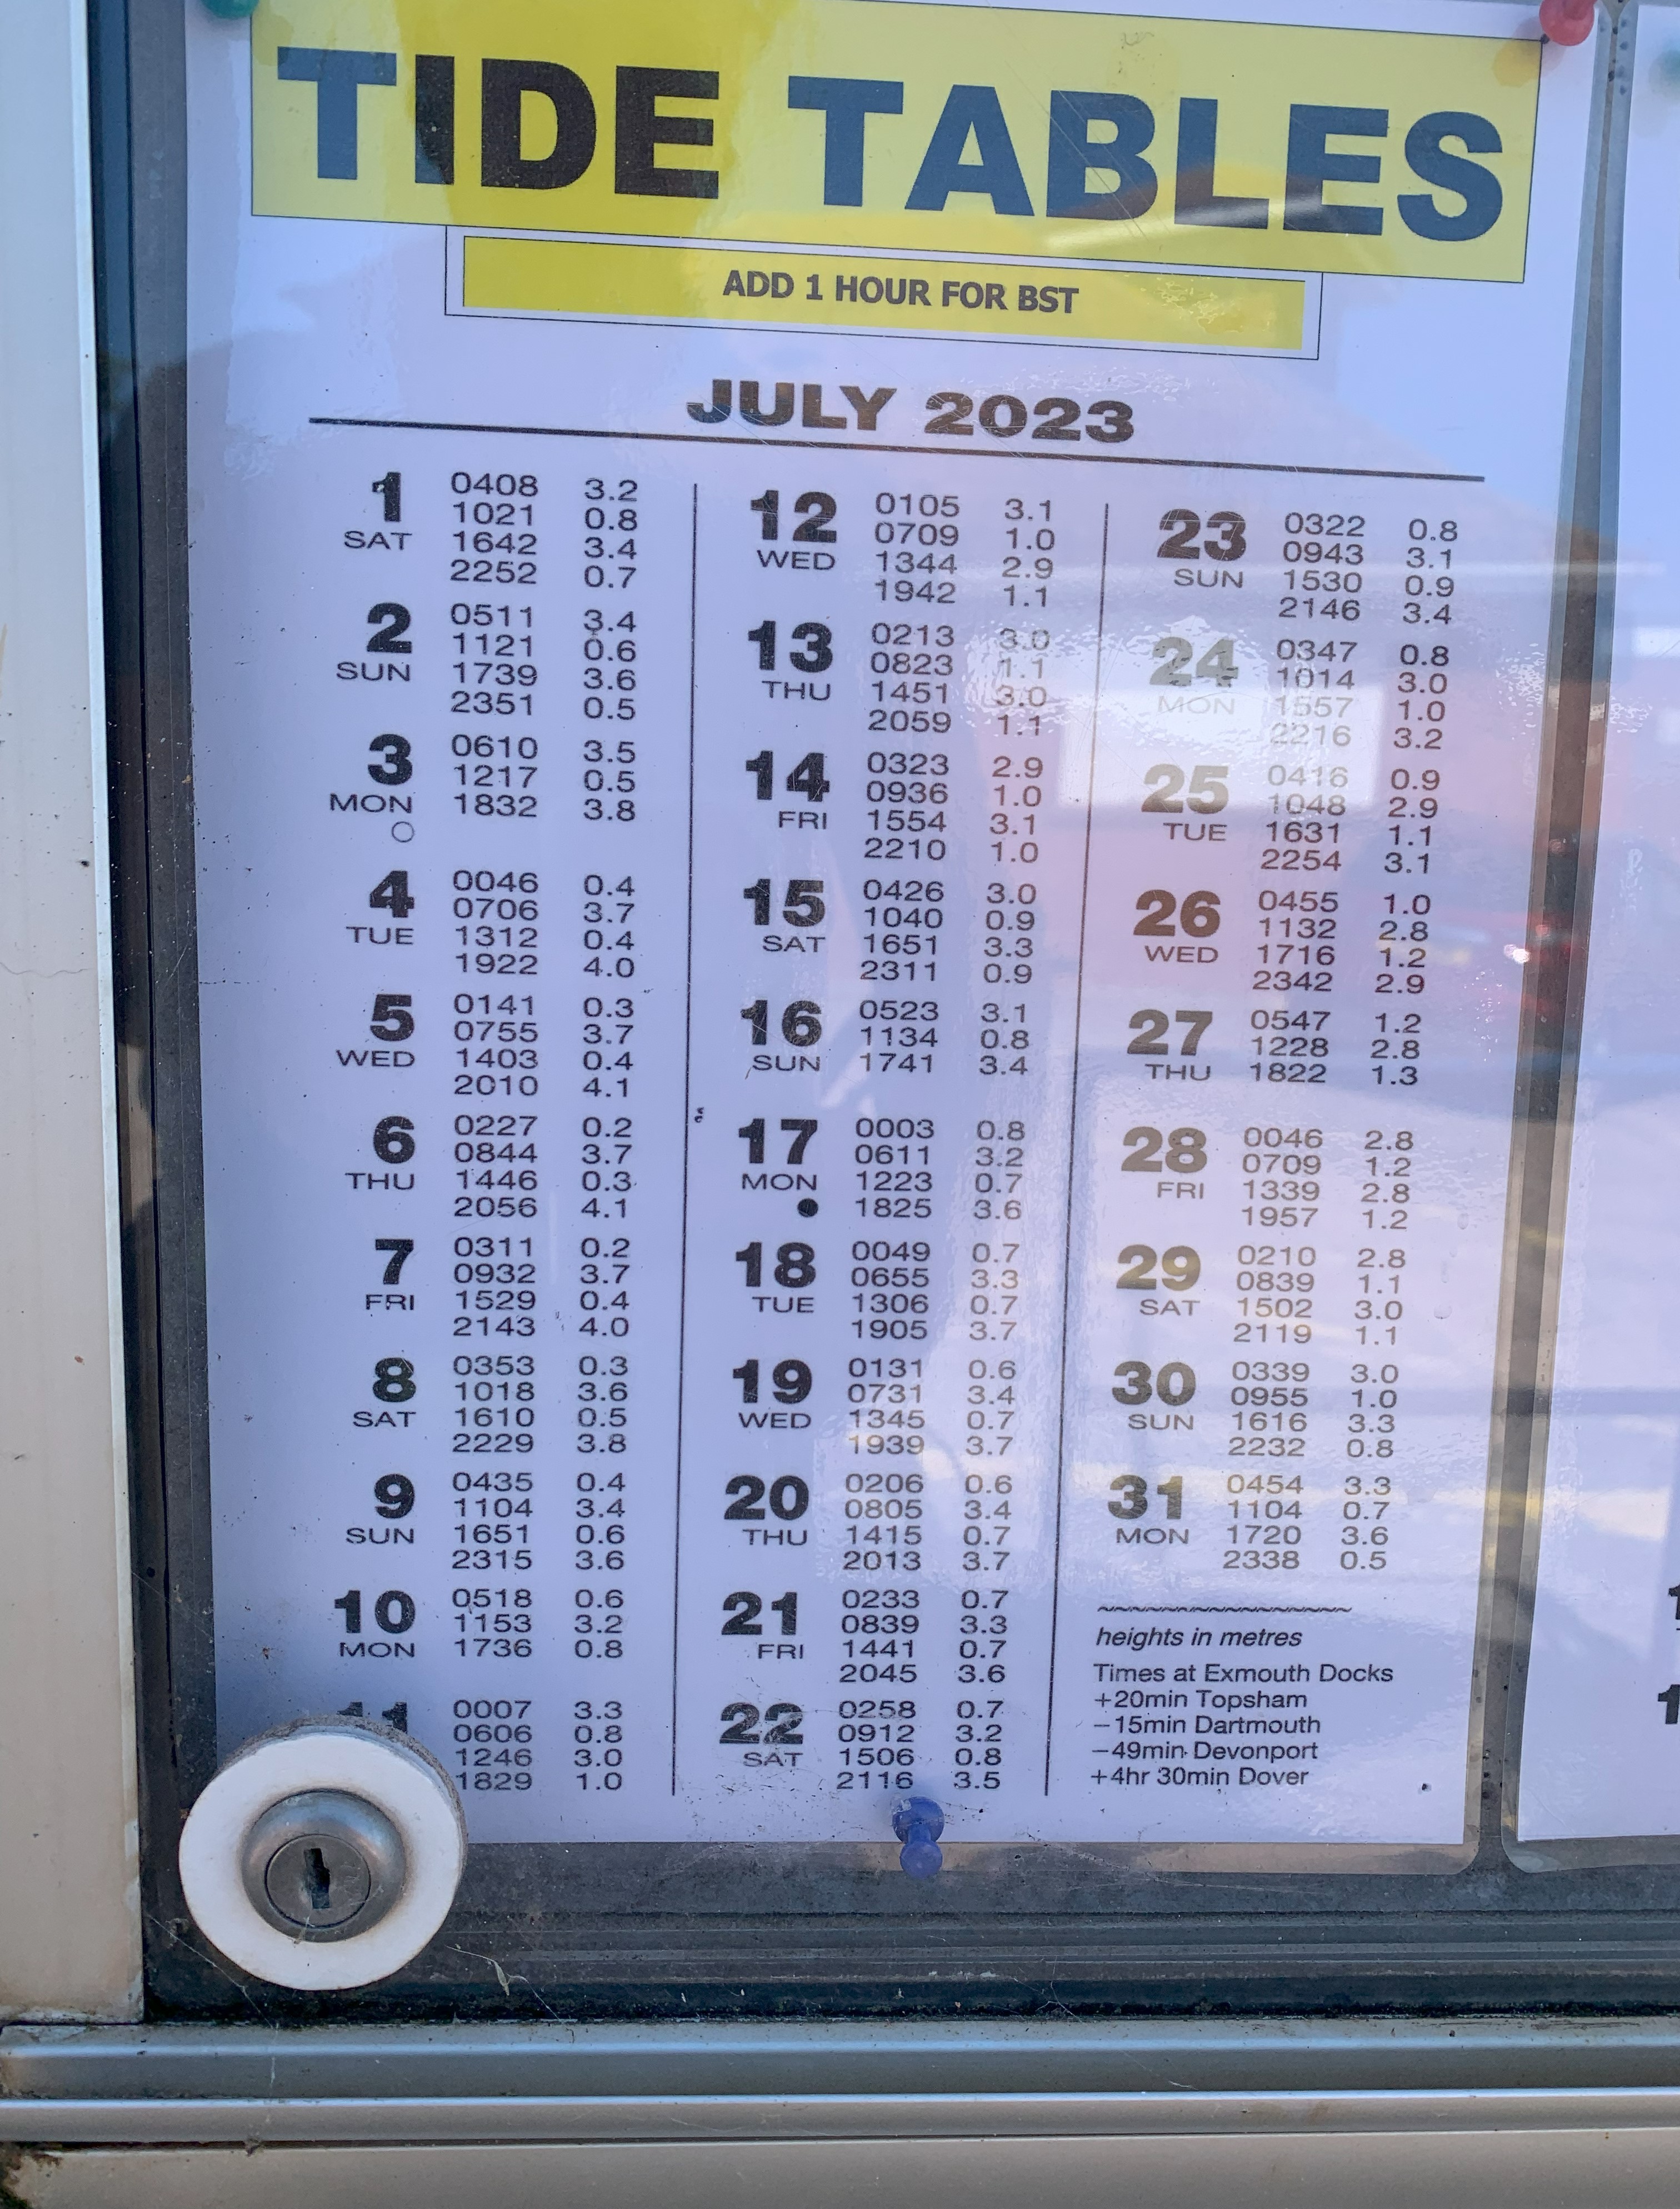 TIDE TABLES
ADD 1 HOUR FOR BST
JULY 2023
1 0408 3.2
1021 0.8
SAT 1642 3.4
2252 0.7
2 0511 3.4
1121 0.6
SUN 1739 3.6
2351 0.5
3 0610 3.5
1217 0.5
MON 1832 3.8
4 0046 0.4
0706 3.7
TUE 1312 0.4
1922 4.0
5 0141 0.3
0755 3.7
WED 1403 0.4
2010 4.1
6 0227 0.2
0844 3.7
THU 1446 0.3
2056 4.1
7 0311 0.2
0932 3.7
FRI 1529 0.4
2143 4.0
8 0353 0.3
1018 3.6
SAT 1610 0.5
2229 3.8
9 0435 0.4
1104 3.4
SUN 1651 0.6
2315 3.6
10 0518 0.6
1153 3.2
MON 1736 0.8
11 0007 3.3
0606 0.8
1246 3.0
1829 1.0
12 0105 3.1
0709 1.0
WED 1344 2.9
1942 1.1
13 0213 3.0
0823 1.1
THU 1451 3.0
2059 1.1
14 0323 2.9
0936 1.0
FRI 1554 3.1
2210 1.0
15 0426 3.0
1040 0.9
SAT 1651 3.3
2311 0.9
16 0523 3.1
1134 0.8
SUN 1741 3.4
17 0003 0.8
0611 3.2
MON 1223 0.7
1825 3.6
18 0049 0.7
0655 3.3
TUE 1306 0.7
1905 3.7
19 0131 0.6
0731 3.4
WED 1345 0.7
1939 3.7
20 0206 0.6
0805 3.4
THU 1415 0.7
2013 3.7
21 0233 0.7
0839 3.3
FRI 1441 0.7
2045 3.6
22 0258 0.7
0912 3.2
SAT 1506 0.8
2116 3.5
23 0322 0.8
0943 3.1
SUN 1530 0.9
2146 3.4
24 0347 0.8
1014 3.0
MON 1557 1.0
2216 3.2
25 0416 0.9
1048 2.9
TUE 1631 1.1
2254 3.1
26 0455 1.0
1132 2.8
WED 1716 1.2
2342 2.9
27 0547 1.2
1228 2.8
THU 1822 1.3
28 0046 2.8
0709 1.2
FRI 1339 2.8
1957 1.2
29 0210 2.8
0839 1.1
SAT 1502 3.0
2119 1.1
30 0339 3.0
0955 1.0
SUN 1616 3.3
2232 0.8
31 0454 3.3
1104 0.7
MON 1720 3.6
2338 0.5
heights in metres
Times at Exmouth Docks
+20min Topsham
−15min Dartmouth
−49min Devonport
+4hr 30min Dover